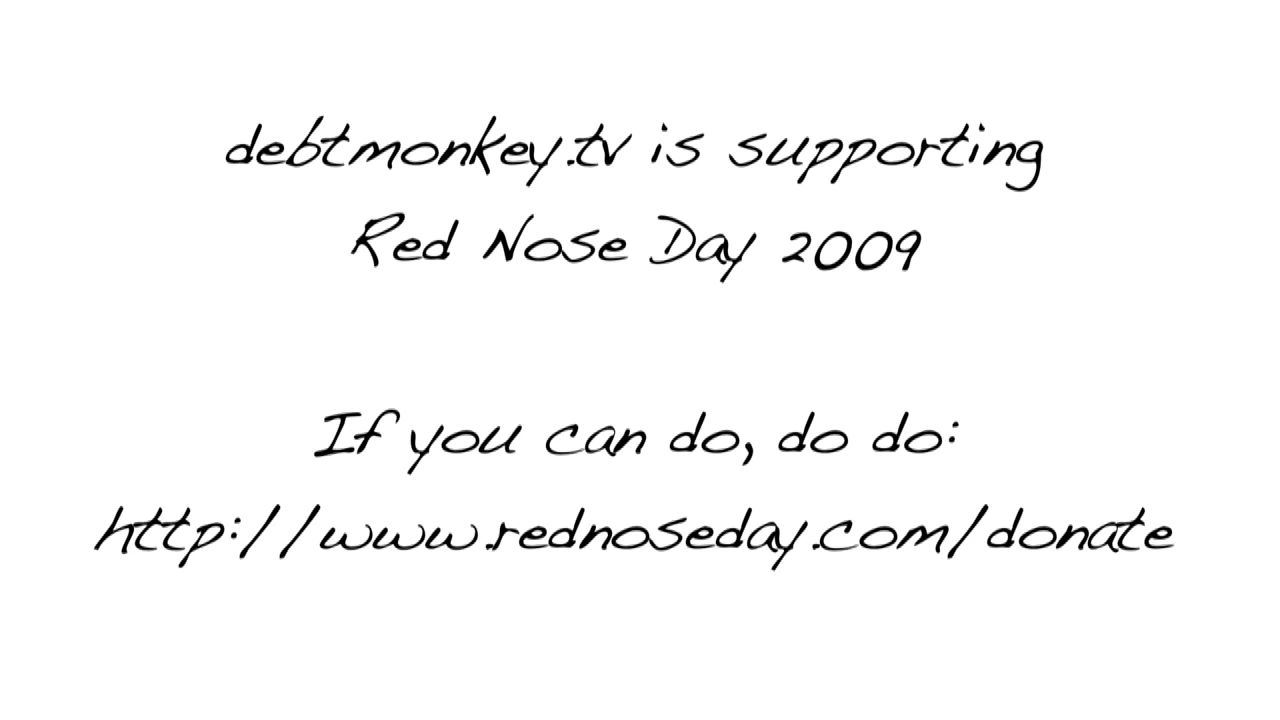 debtmonkey.tv is supporting
Red Nose Day 2009
If you can do, do do:
http://www.rednoseday.com/donate